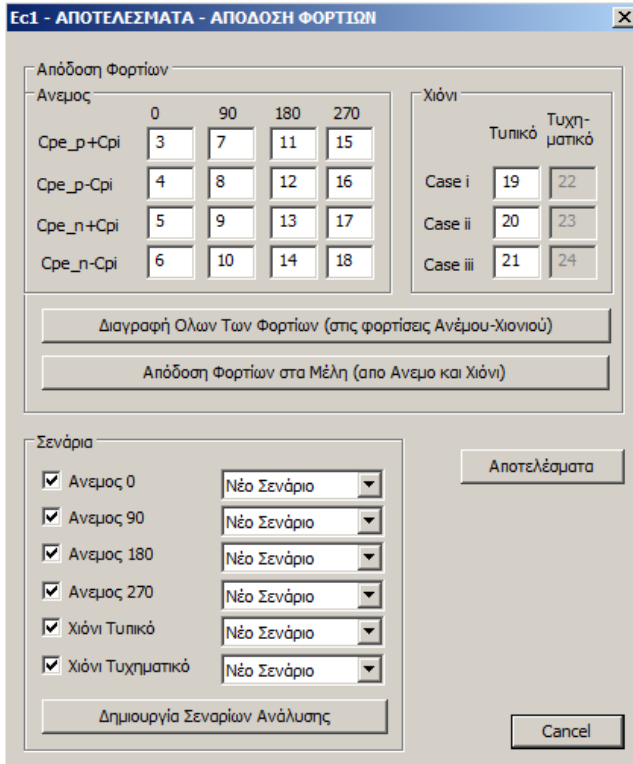 Ec1 - ΑΠΟΤΕΛΕΣΜΑΤΑ - ΑΠΟΔΟΣΗ ΦΟΡΤΙΩΝ
Απόδοση Φορτίων
Ανεμος
0 90 180 270
Cpe_p+Cpi 3 7 11 15
Cpe_p-Cpi 4 8 12 16
Cpe_n+Cpi 5 9 13 17
Cpe_n-Cpi 6 10 14 18
Χιόνι
Τυπικό Τυχη-
ματικό
Case i 19 22
Case ii 20 23
Case iii 21 24
Διαγραφή Ολων Των Φορτίων (στις φορτίσεις Ανέμου-Χιονιού)
Απόδοση Φορτίων στα Μέλη (απο Ανεμο και Χιόνι)
Σενάρια
Ανεμος 0 Νέο Σενάριο
Ανεμος 90 Νέο Σενάριο
Ανεμος 180 Νέο Σενάριο
Ανεμος 270 Νέο Σενάριο
Χιόνι Τυπικό Νέο Σενάριο
Χιόνι Τυχηματικό Νέο Σενάριο
Δημιουργία Σεναρίων Ανάλυσης
Αποτελέσματα
Cancel